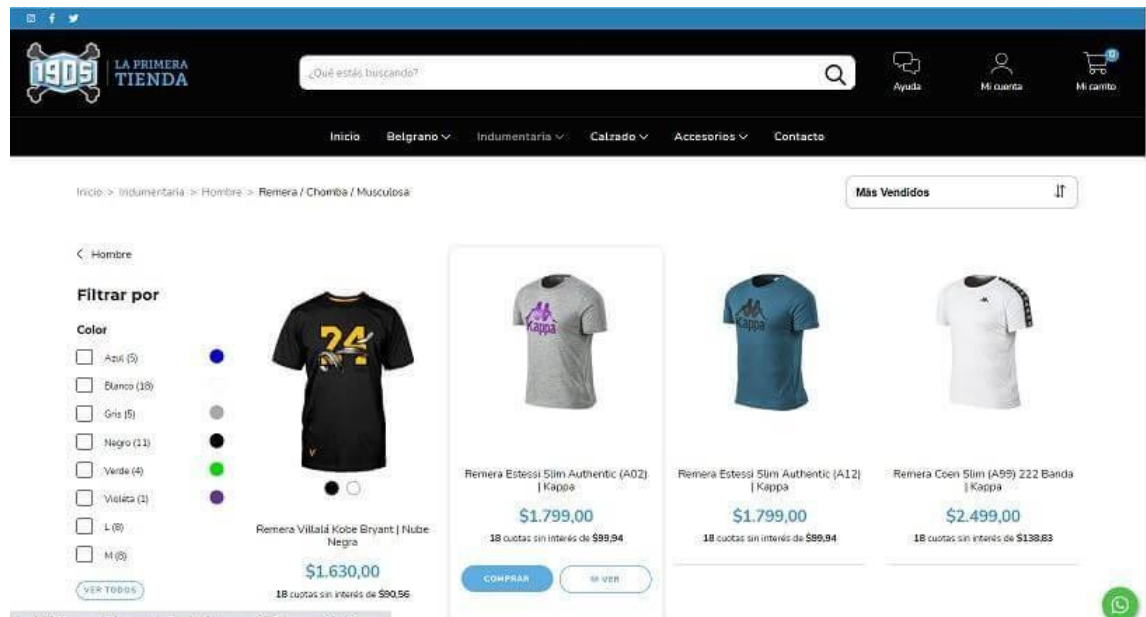 1905
LA PRIMERA
TIENDA
¿Qué estás buscando?
Ayuda
Mi cuenta
0
Mi carrito
Inicio Belgrano Indumentaria Calzado Accesorios Contacto
Inicio > Indumentaria > Hombre > Remera / Chomba / Musculosa
Más Vendidos
< Hombre
Filtrar por
Color
Azul (5)
Blanco (18)
Gris (5)
Negro (11)
Verde (4)
Violeta (1)
L (8)
M (8)
VER TODOS
24
Remera Villalá Kobe Bryant | Nube
Negra
$1.630,00
18 cuotas sin interés de $90,56
Kappa
Remera Estessi Slim Authentic (A02)
| Kappa
$1.799,00
18 cuotas sin interés de $99,94
COMPRAR
VER
Kappa
Remera Estessi Slim Authentic (A12)
| Kappa
$1.799,00
18 cuotas sin interés de $99,94
Remera Coen Slim (A99) 222 Banda
| Kappa
$2.499,00
18 cuotas sin interés de $138,83